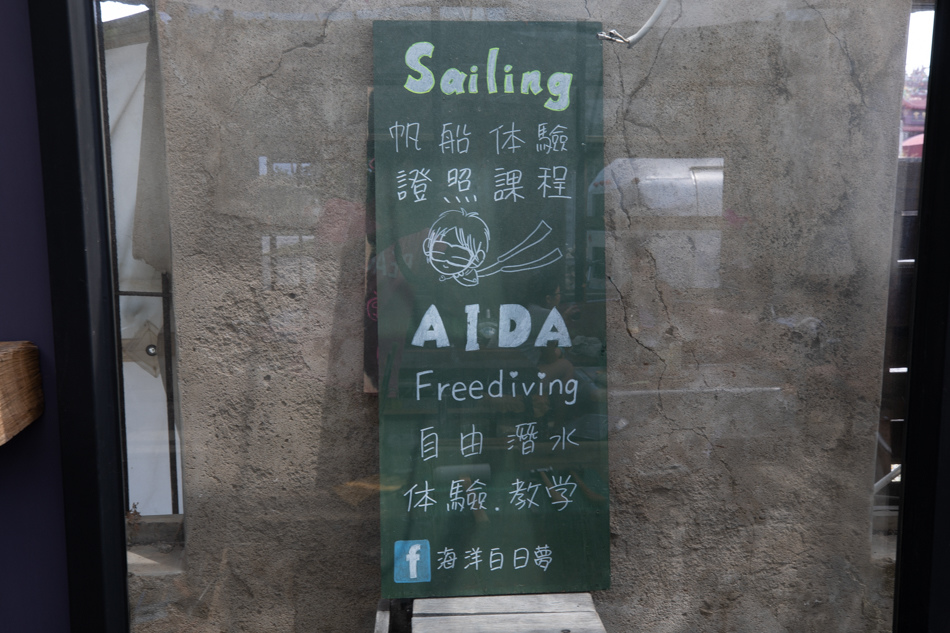 Sailing
帆船体驗
證照課程
AIDA
Freediving
自由潛水
体驗.教学
f 海洋白日夢